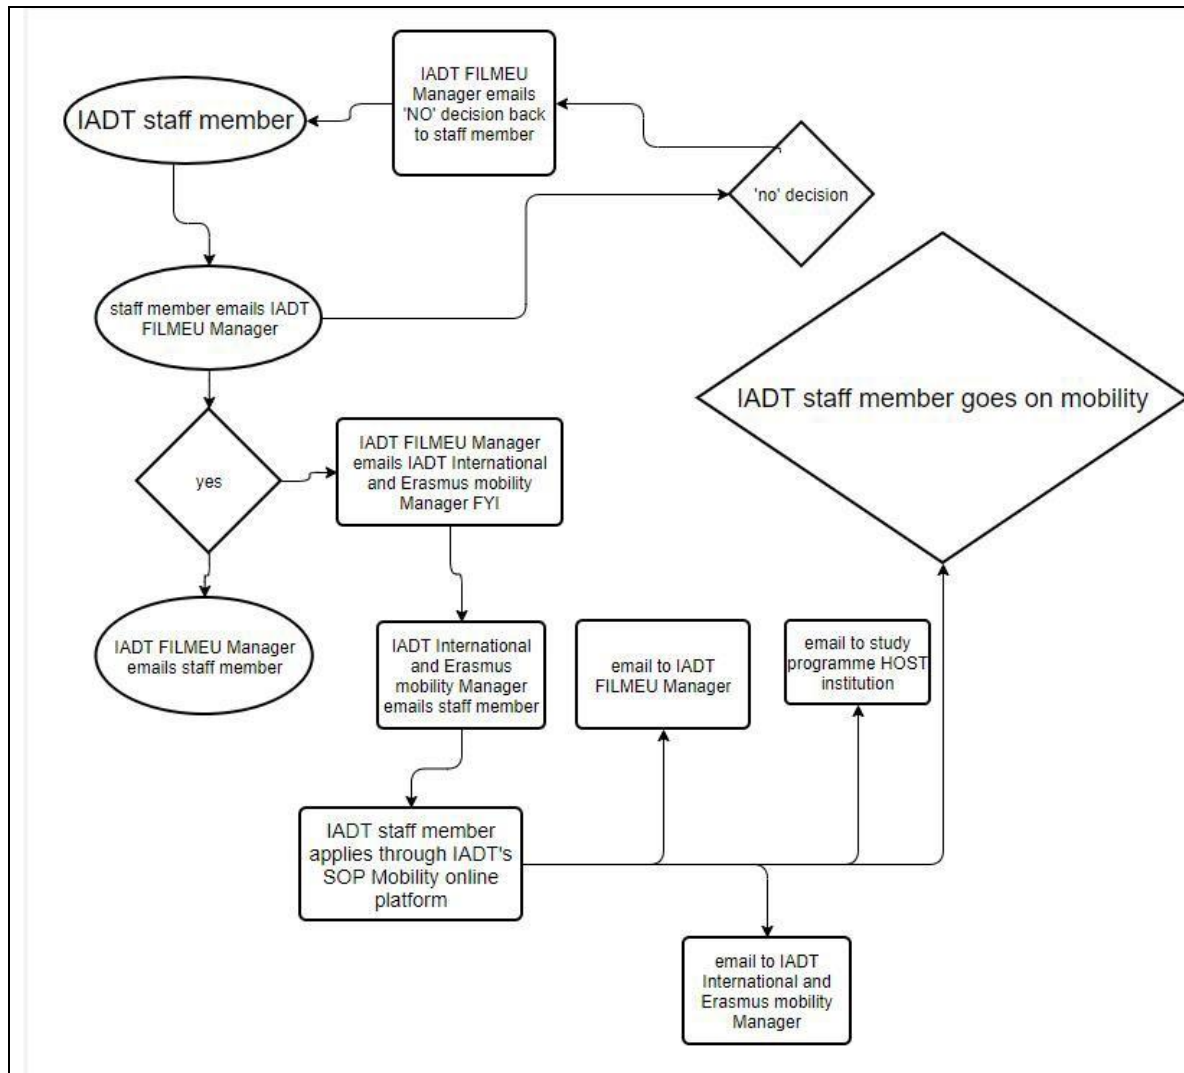 IADT FILMEU
Manager emails
'NO' decision back
to staff member
IADT staff member
'no' decision
staff member emails IADT
FILMEU Manager
IADT staff member goes on mobility
yes
IADT FILMEU Manager
emails IADT International
and Erasmus mobility
Manager FYI
IADT FILMEU Manager
emails staff member
IADT International
and Erasmus
mobility Manager
emails staff member
email to IADT
FILMEU Manager
email to study
programme HOST
institution
IADT staff member
applies through IADT's
SOP Mobility online
platform
email to IADT
International and
Erasmus mobility
Manager